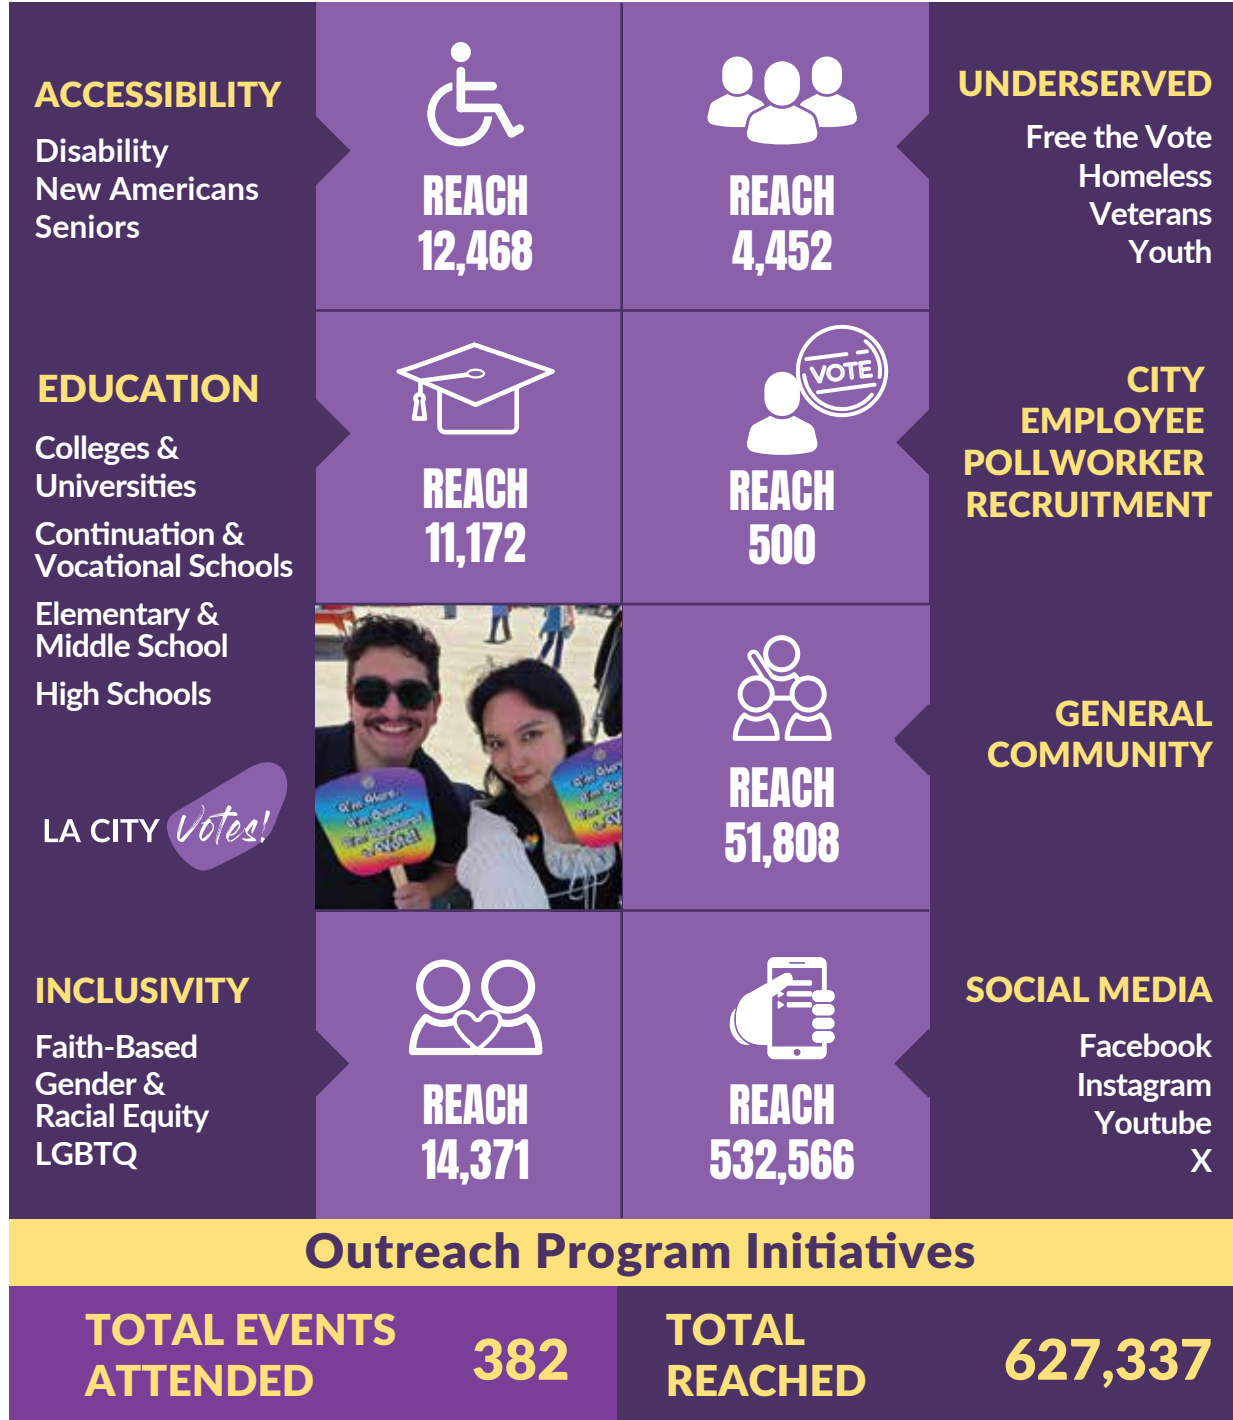 ACCESSIBILITY
Disability
New Americans
Seniors
REACH
12,468
REACH
4,452
UNDERSERVED
Free the Vote
Homeless
Veterans
Youth
EDUCATION
Colleges &
Universities
Continuation &
Vocational Schools
Elementary &
Middle School
High Schools
REACH
11,172
VOTE
REACH
500
CITY
EMPLOYEE
POLLWORKER
RECRUITMENT
LA CITY Votes!
I'm Here.
I'm Queer.
VOTE!
REACH
51,808
GENERAL
COMMUNITY
INCLUSIVITY
Faith-Based
Gender &
Racial Equity
LGBTQ
REACH
14,371
REACH
532,566
SOCIAL MEDIA
Facebook
Instagram
Youtube
X
Outreach Program Initiatives
TOTAL EVENTS
ATTENDED
382
TOTAL
REACHED
627,337